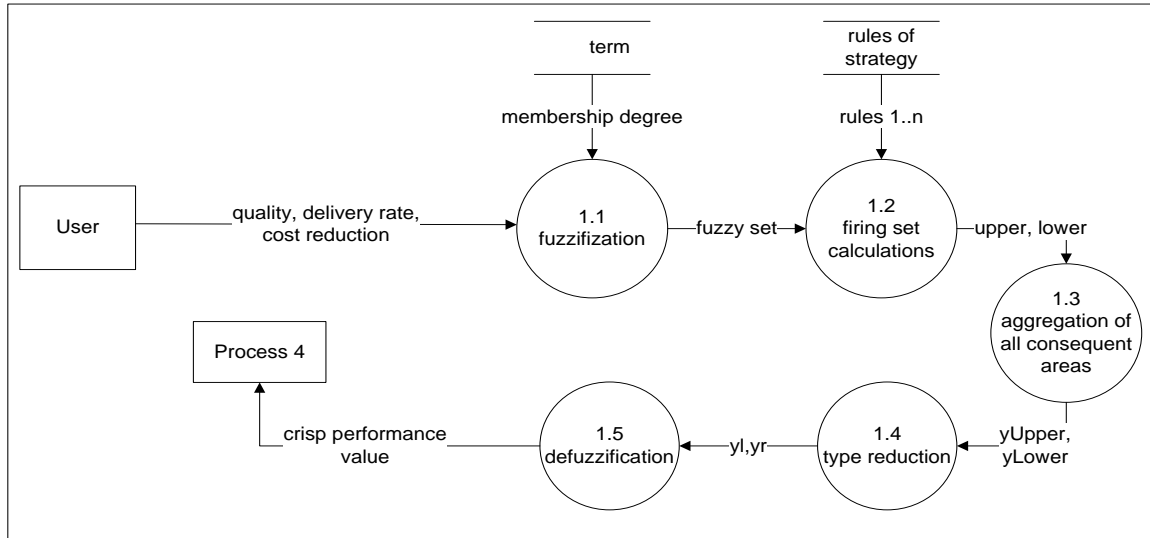 term
rules of
strategy
membership degree
rules 1..n
User
quality, delivery rate,
cost reduction
1.1
fuzzifization
fuzzy set
1.2
firing set
calculations
upper, lower
1.3
aggregation of
all consequent
areas
Process 4
crisp performance
value
1.5
defuzzification
yl,yr
1.4
type reduction
yUpper,
yLower